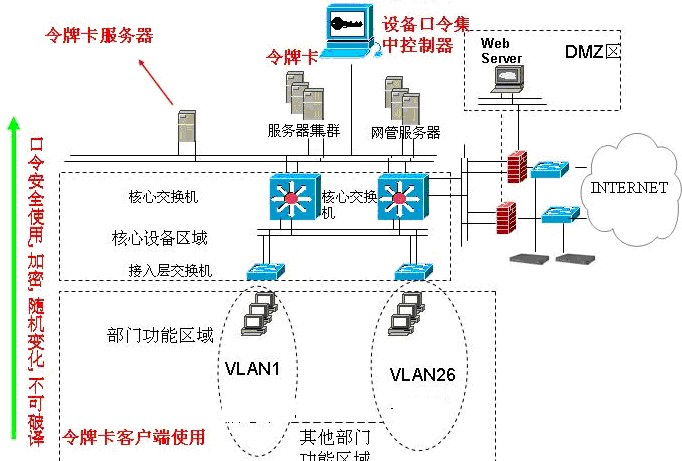 设备口令集
中控制器
令牌卡服务器
令牌卡
Web
Server
DMZ区
服务器集群
网管服务器
口令安全使用，加密，随机变化，不可破译
核心交换机
核心交换
机
INTERNET
核心设备区域
接入层交换机
部门功能区域
VLAN1
VLAN26
令牌卡客户端使用
其他部门
功能区域